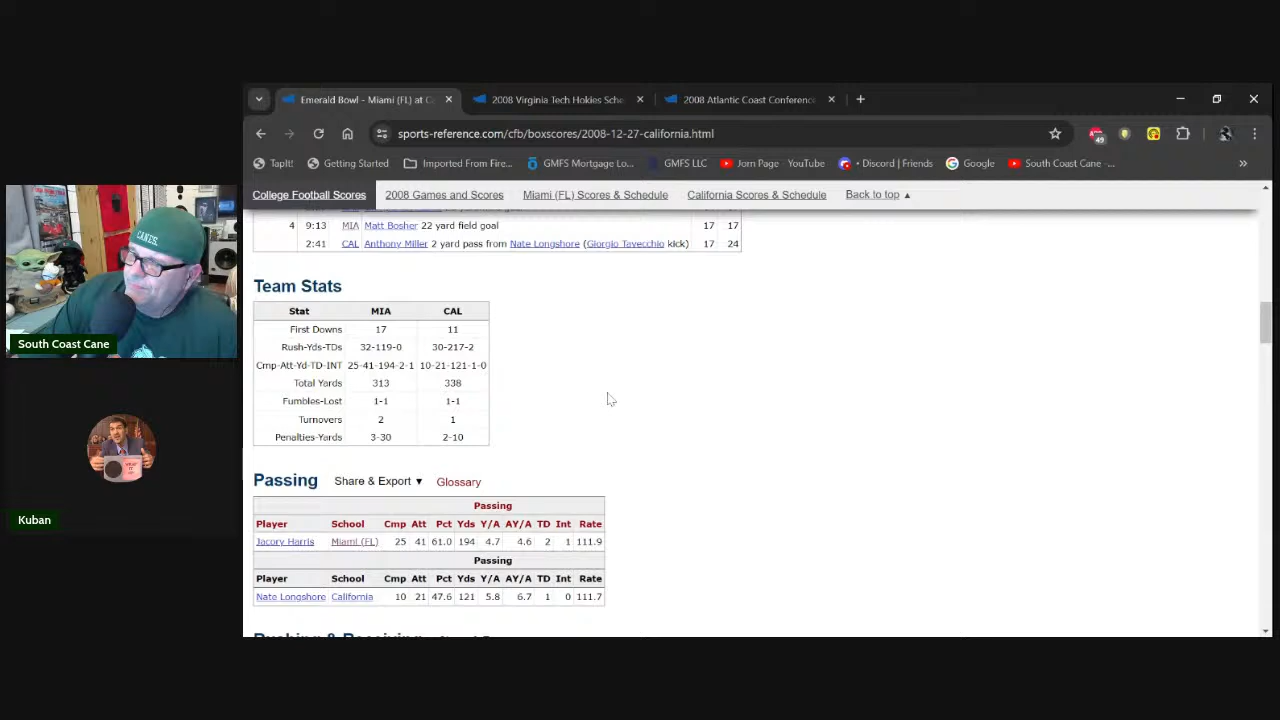 Emerald Bowl - Miami (FL) at C
2008 Virginia Tech Hokies Sche
2008 Atlantic Coast Conference
sports-reference.com/cfb/boxscores/2008-12-27-california.html
49
TapIt!
Getting Started
Imported From Fire...
GMFS Mortgage Lo...
GMFS LLC
Jorn Page - YouTube
Discord | Friends
Google
South Coast Cane -...
»
College Football Scores
2008 Games and Scores
Miami (FL) Scores & Schedule
California Scores & Schedule
Back to top ▲
4 9:13 MIA Matt Bosher 22 yard field goal 17 17
2:41 CAL Anthony Miller 2 yard pass from Nate Longshore (Giorgio Tavecchio kick) 17 24
Team Stats
Stat MIA CAL
First Downs 17 11
Rush-Yds-TDs 32-119-0 30-217-2
Cmp-Att-Yd-TD-INT 25-41-194-2-1 10-21-121-1-0
Total Yards 313 338
Fumbles-Lost 1-1 1-1
Turnovers 2 1
Penalties-Yards 3-30 2-10
Passing Share & Export ▼ Glossary
Passing
Player School Cmp Att Pct Yds Y/A AY/A TD Int Rate
Jacory Harris Miami (FL) 25 41 61.0 194 4.7 4.6 2 1 111.9
Passing
Player School Cmp Att Pct Yds Y/A AY/A TD Int Rate
Nate Longshore California 10 21 47.6 121 5.8 6.7 1 0 111.7
CANES
South Coast Cane
Kuban